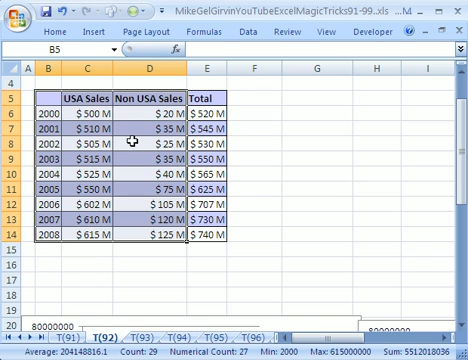 MikeGelGirvinYouTubeExcelMagicTricks91-99...xls
Home Insert Page Layout Formulas Data Review View Developer
B5
A B C D E F G H I
4
5 USA Sales Non USA Sales Total
6 2000 $ 500 M $ 20 M $ 520 M
7 2001 $ 510 M $ 35 M $ 545 M
8 2002 $ 505 M $ 25 M $ 530 M
9 2003 $ 515 M $ 35 M $ 550 M
10 2004 $ 525 M $ 40 M $ 565 M
11 2005 $ 550 M $ 75 M $ 625 M
12 2006 $ 602 M $ 105 M $ 707 M
13 2007 $ 610 M $ 120 M $ 730 M
14 2008 $ 615 M $ 125 M $ 740 M
15
16
17
18
19
20 80000000
T(91) T(92) T(93) T(94) T(95) T(96)
Average: 204148816.1 Count: 29 Numerical Count: 27 Min: 2000 Max: 615000000 Sum: 5512018036